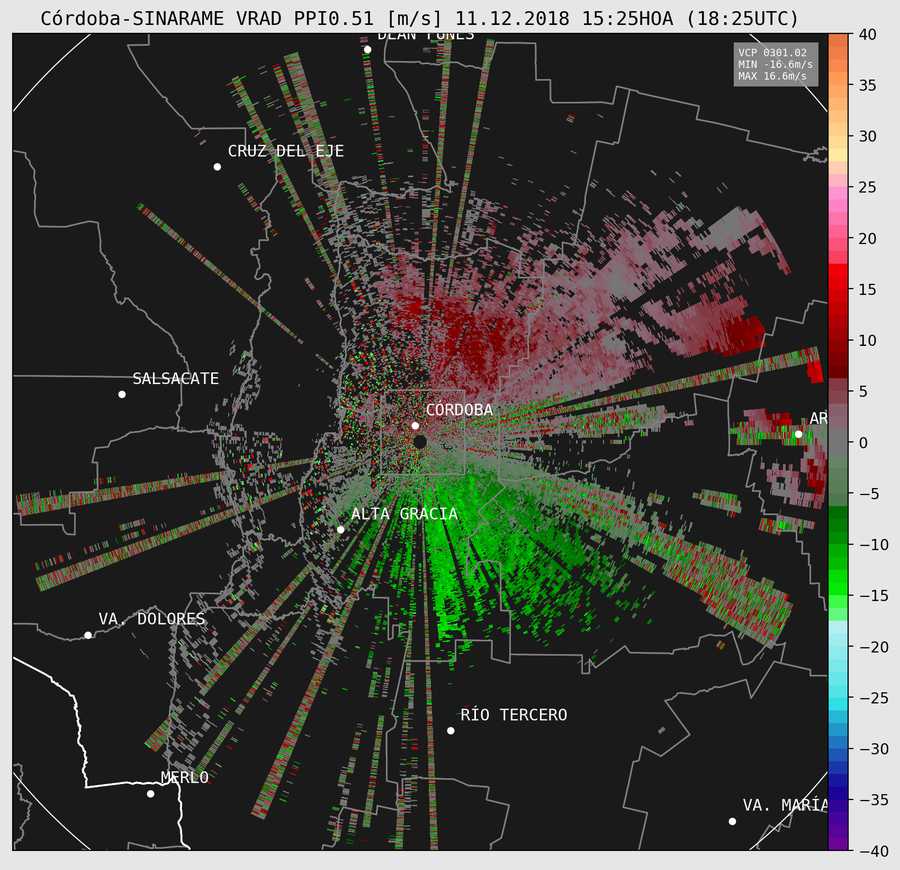 Córdoba-SINARAME VRAD PPI0.51 [m/s] 11.12.2018 15:25HOA (18:25UTC)
DEAN FUNES
VCP 0301.02
MIN -16.6m/s
MAX 16.6m/s
CRUZ DEL EJE
SALSACATE
CÓRDOBA
AR
ALTA GRACIA
VA. DOLORES
RÍO TERCERO
MERLO
VA. MARÍA
40
35
30
25
20
15
10
5
0
−5
−10
−15
−20
−25
−30
−35
−40